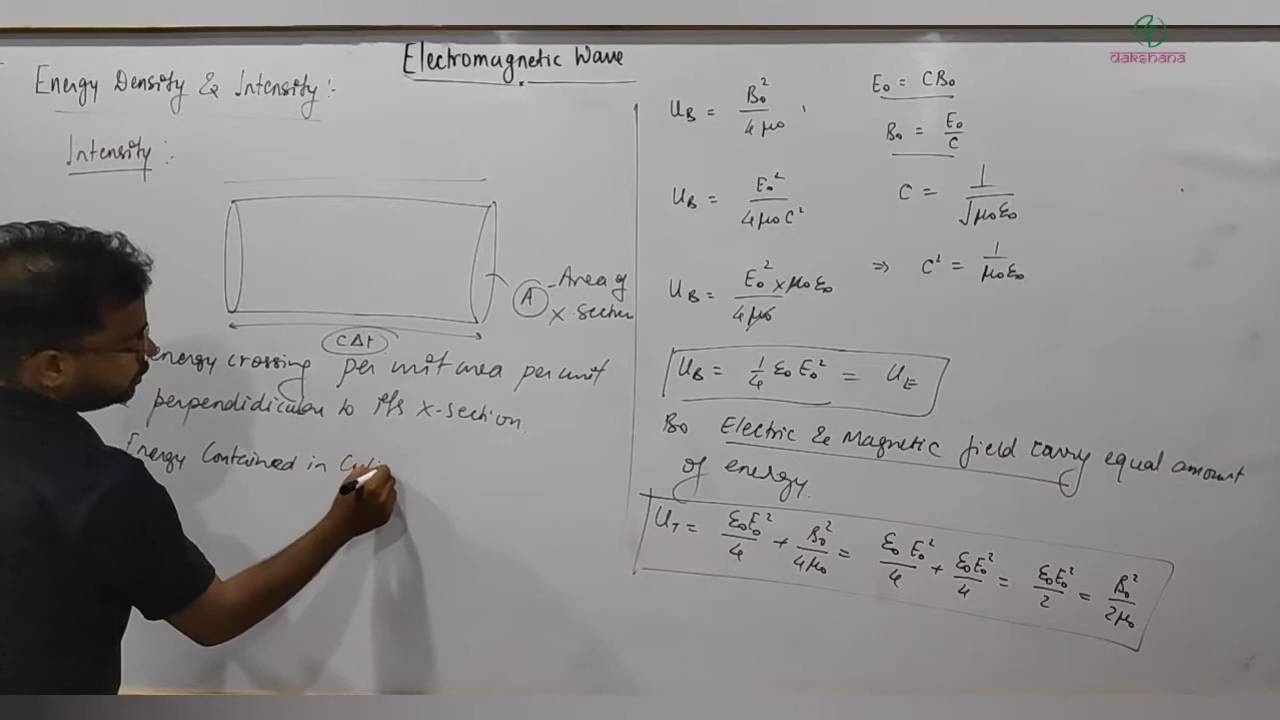 dakshana
Electromagnetic Wave
Energy Density & Intensity :-
Intensity :-
A - Area of
X-section
cΔt
energy crossing per unit area per unit
perpendidicular to its X-section.
Energy Contained in
U_B = B₀² / 4μ₀
E₀ = CB₀
B₀ = E₀/C
U_B = E₀² / 4μ₀C²
C = 1/√μ₀ε₀
⇒ C² = 1/μ₀ε₀
U_B = E₀² × μ₀ε₀ / 4μ₀
U_B = 1/4 ε₀E₀² = U_E
Electric & Magnetic field carry equal amount
of energy.
U_T = ε₀E₀²/4 + B₀²/4μ₀ = ε₀E₀²/4 + ε₀E₀²/4 = ε₀E₀²/2 = B₀²/2μ₀